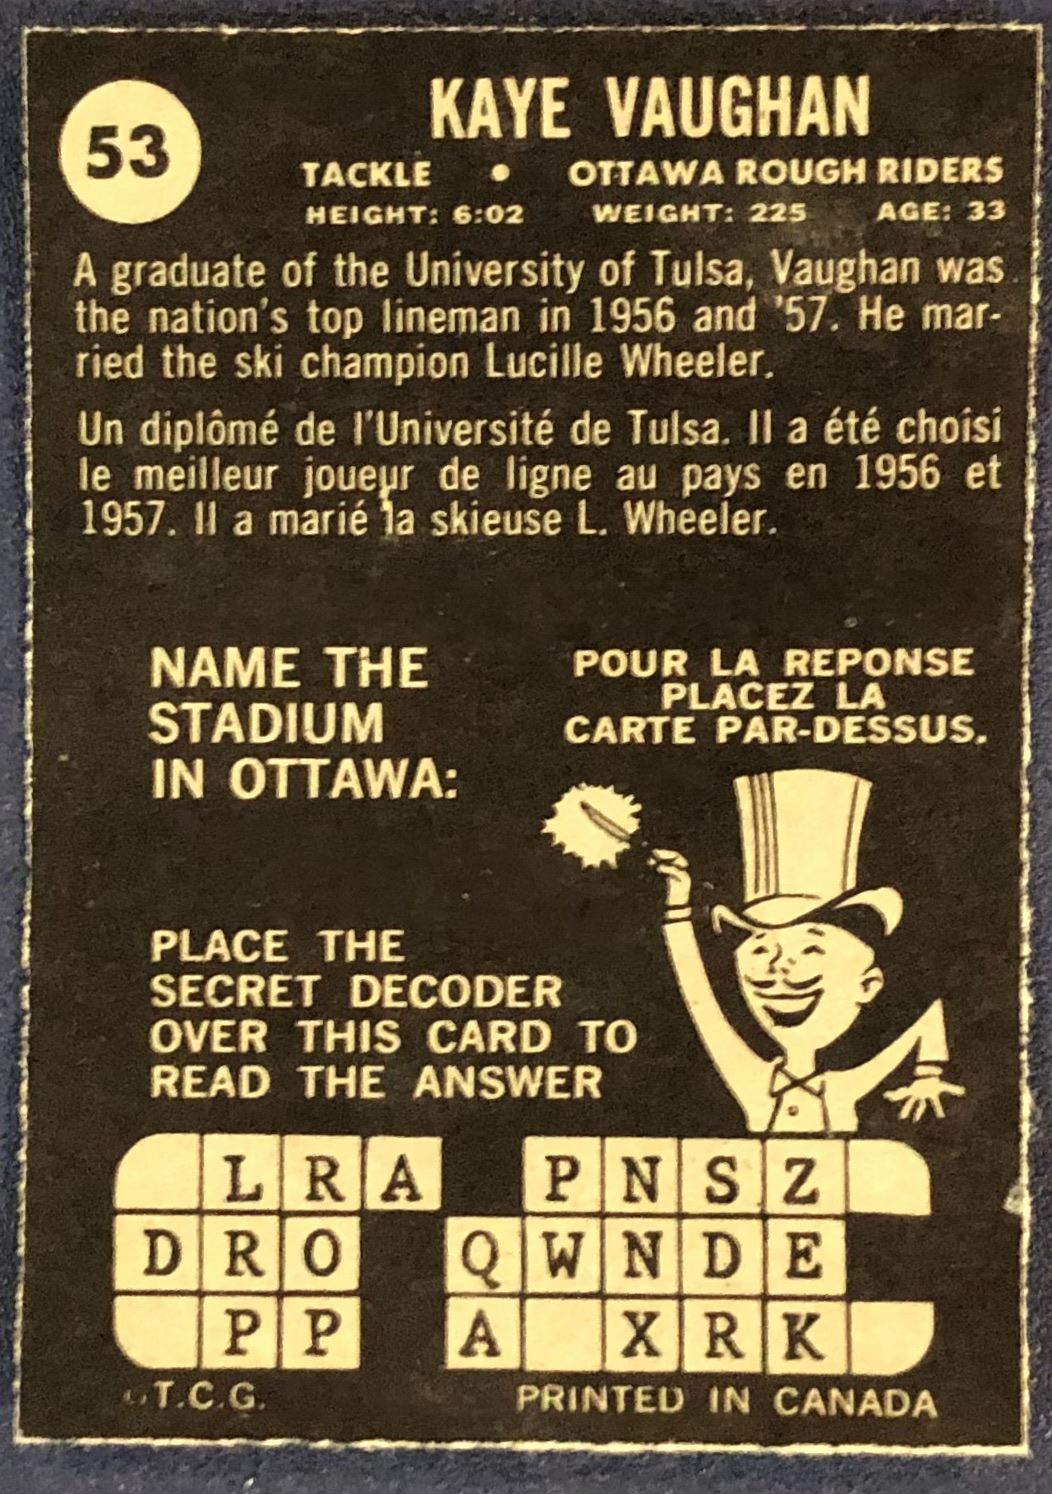 53
KAYE VAUGHAN
TACKLE • OTTAWA ROUGH RIDERS
HEIGHT: 6:02 WEIGHT: 225 AGE: 33
A graduate of the University of Tulsa, Vaughan was
the nation's top lineman in 1956 and '57. He mar-
ried the ski champion Lucille Wheeler.
Un diplômé de l'Université de Tulsa. Il a été choisi
le meilleur joueur de ligne au pays en 1956 et
1957. Il a marié la skieuse L. Wheeler.
NAME THE
STADIUM
IN OTTAWA:
POUR LA REPONSE
PLACEZ LA
CARTE PAR-DESSUS.
PLACE THE
SECRET DECODER
OVER THIS CARD TO
READ THE ANSWER
L R A P N S Z
D R O Q W N D E
P P A X R K
T.C.G. PRINTED IN CANADA